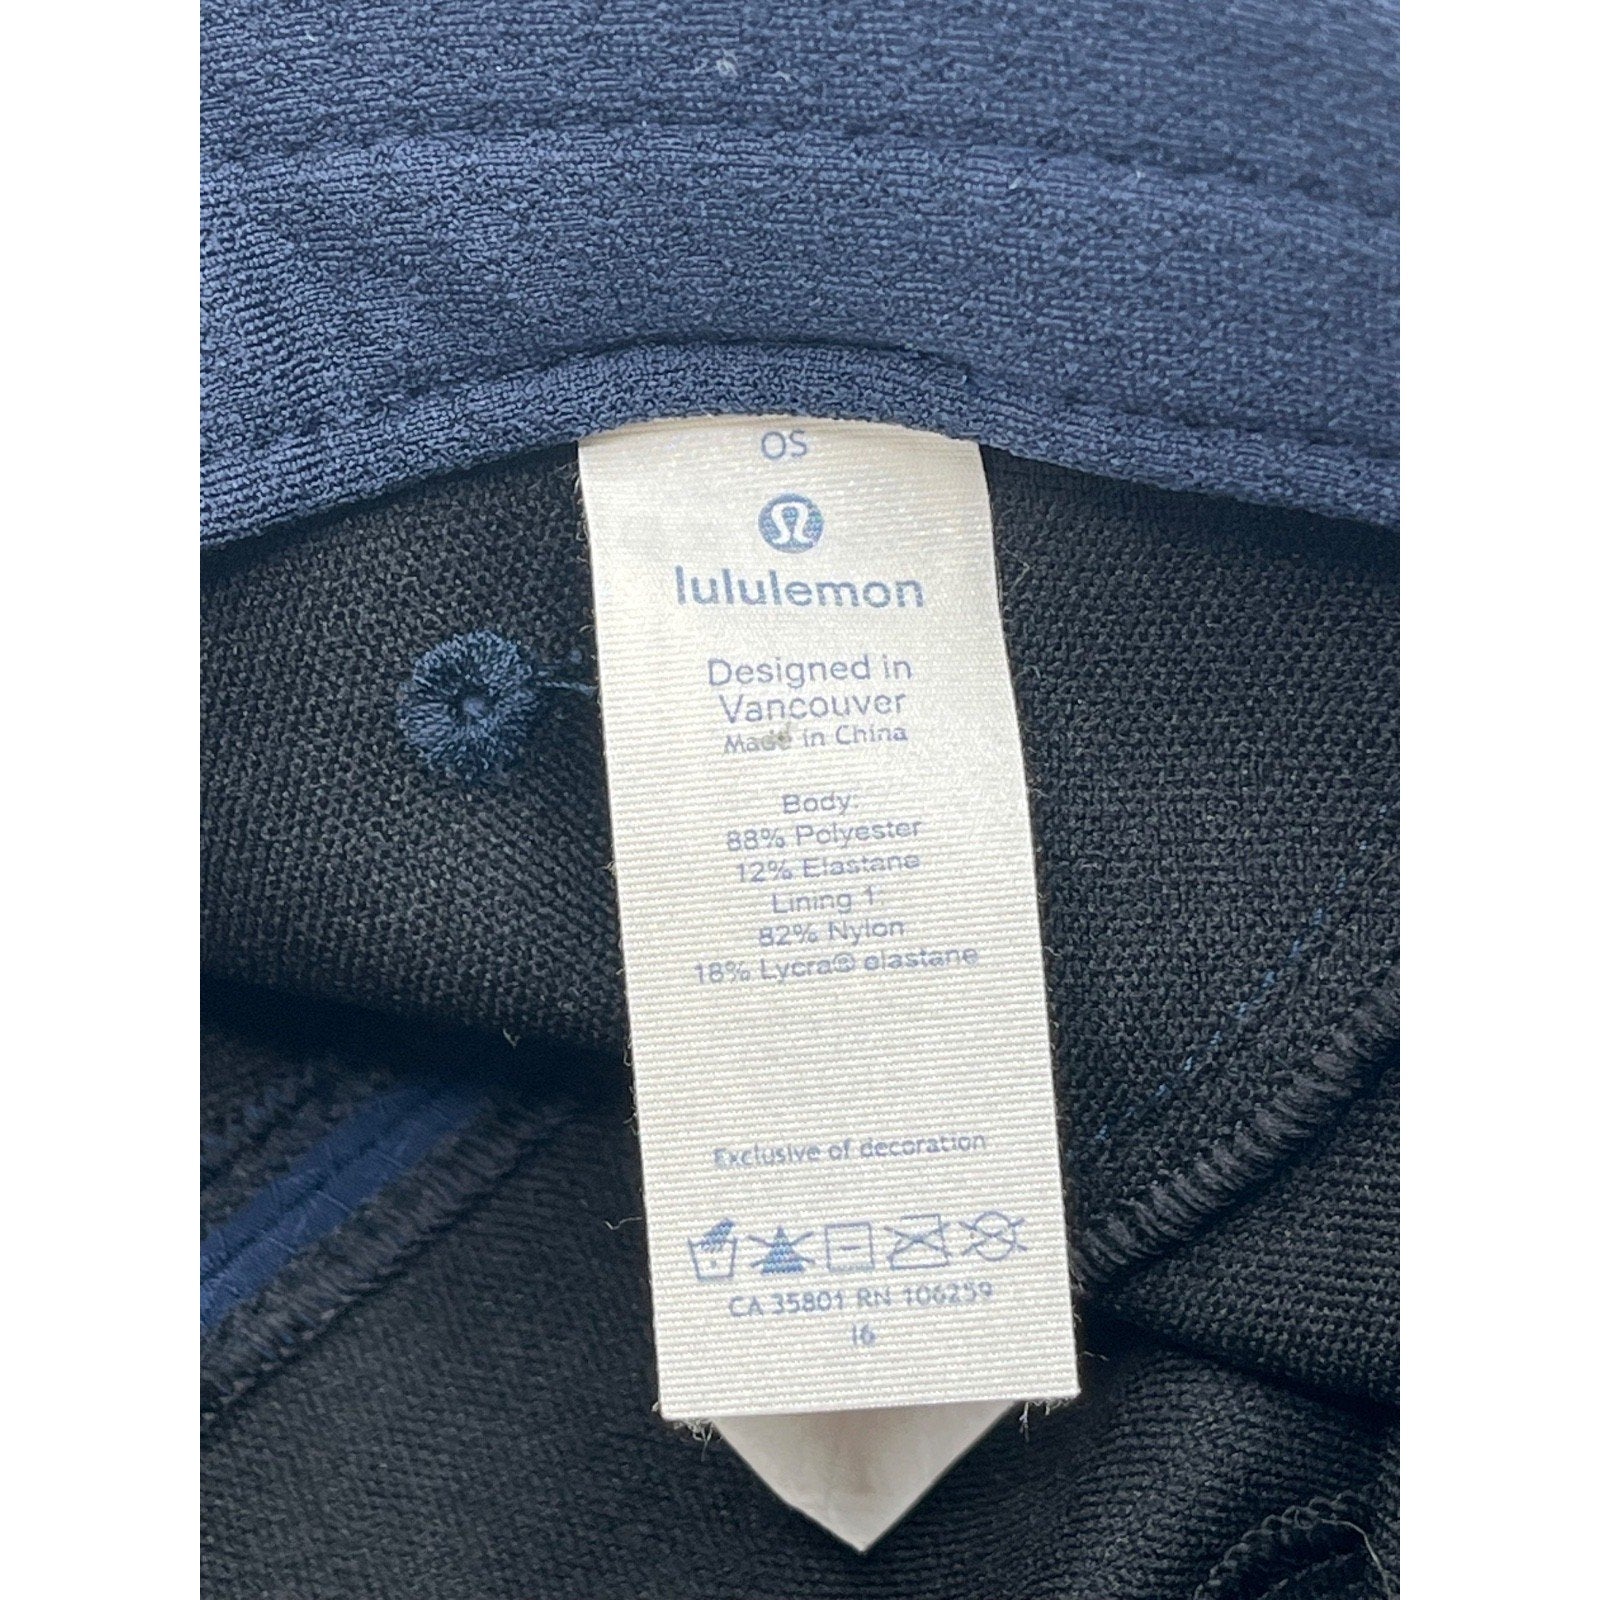 OS
lululemon
Designed in
Vancouver
Made in China
Body:
88% Polyester
12% Elastane
Lining 1:
82% Nylon
18% Lycra® elastane
Exclusive of decoration
CA 35801 RN 106259
16